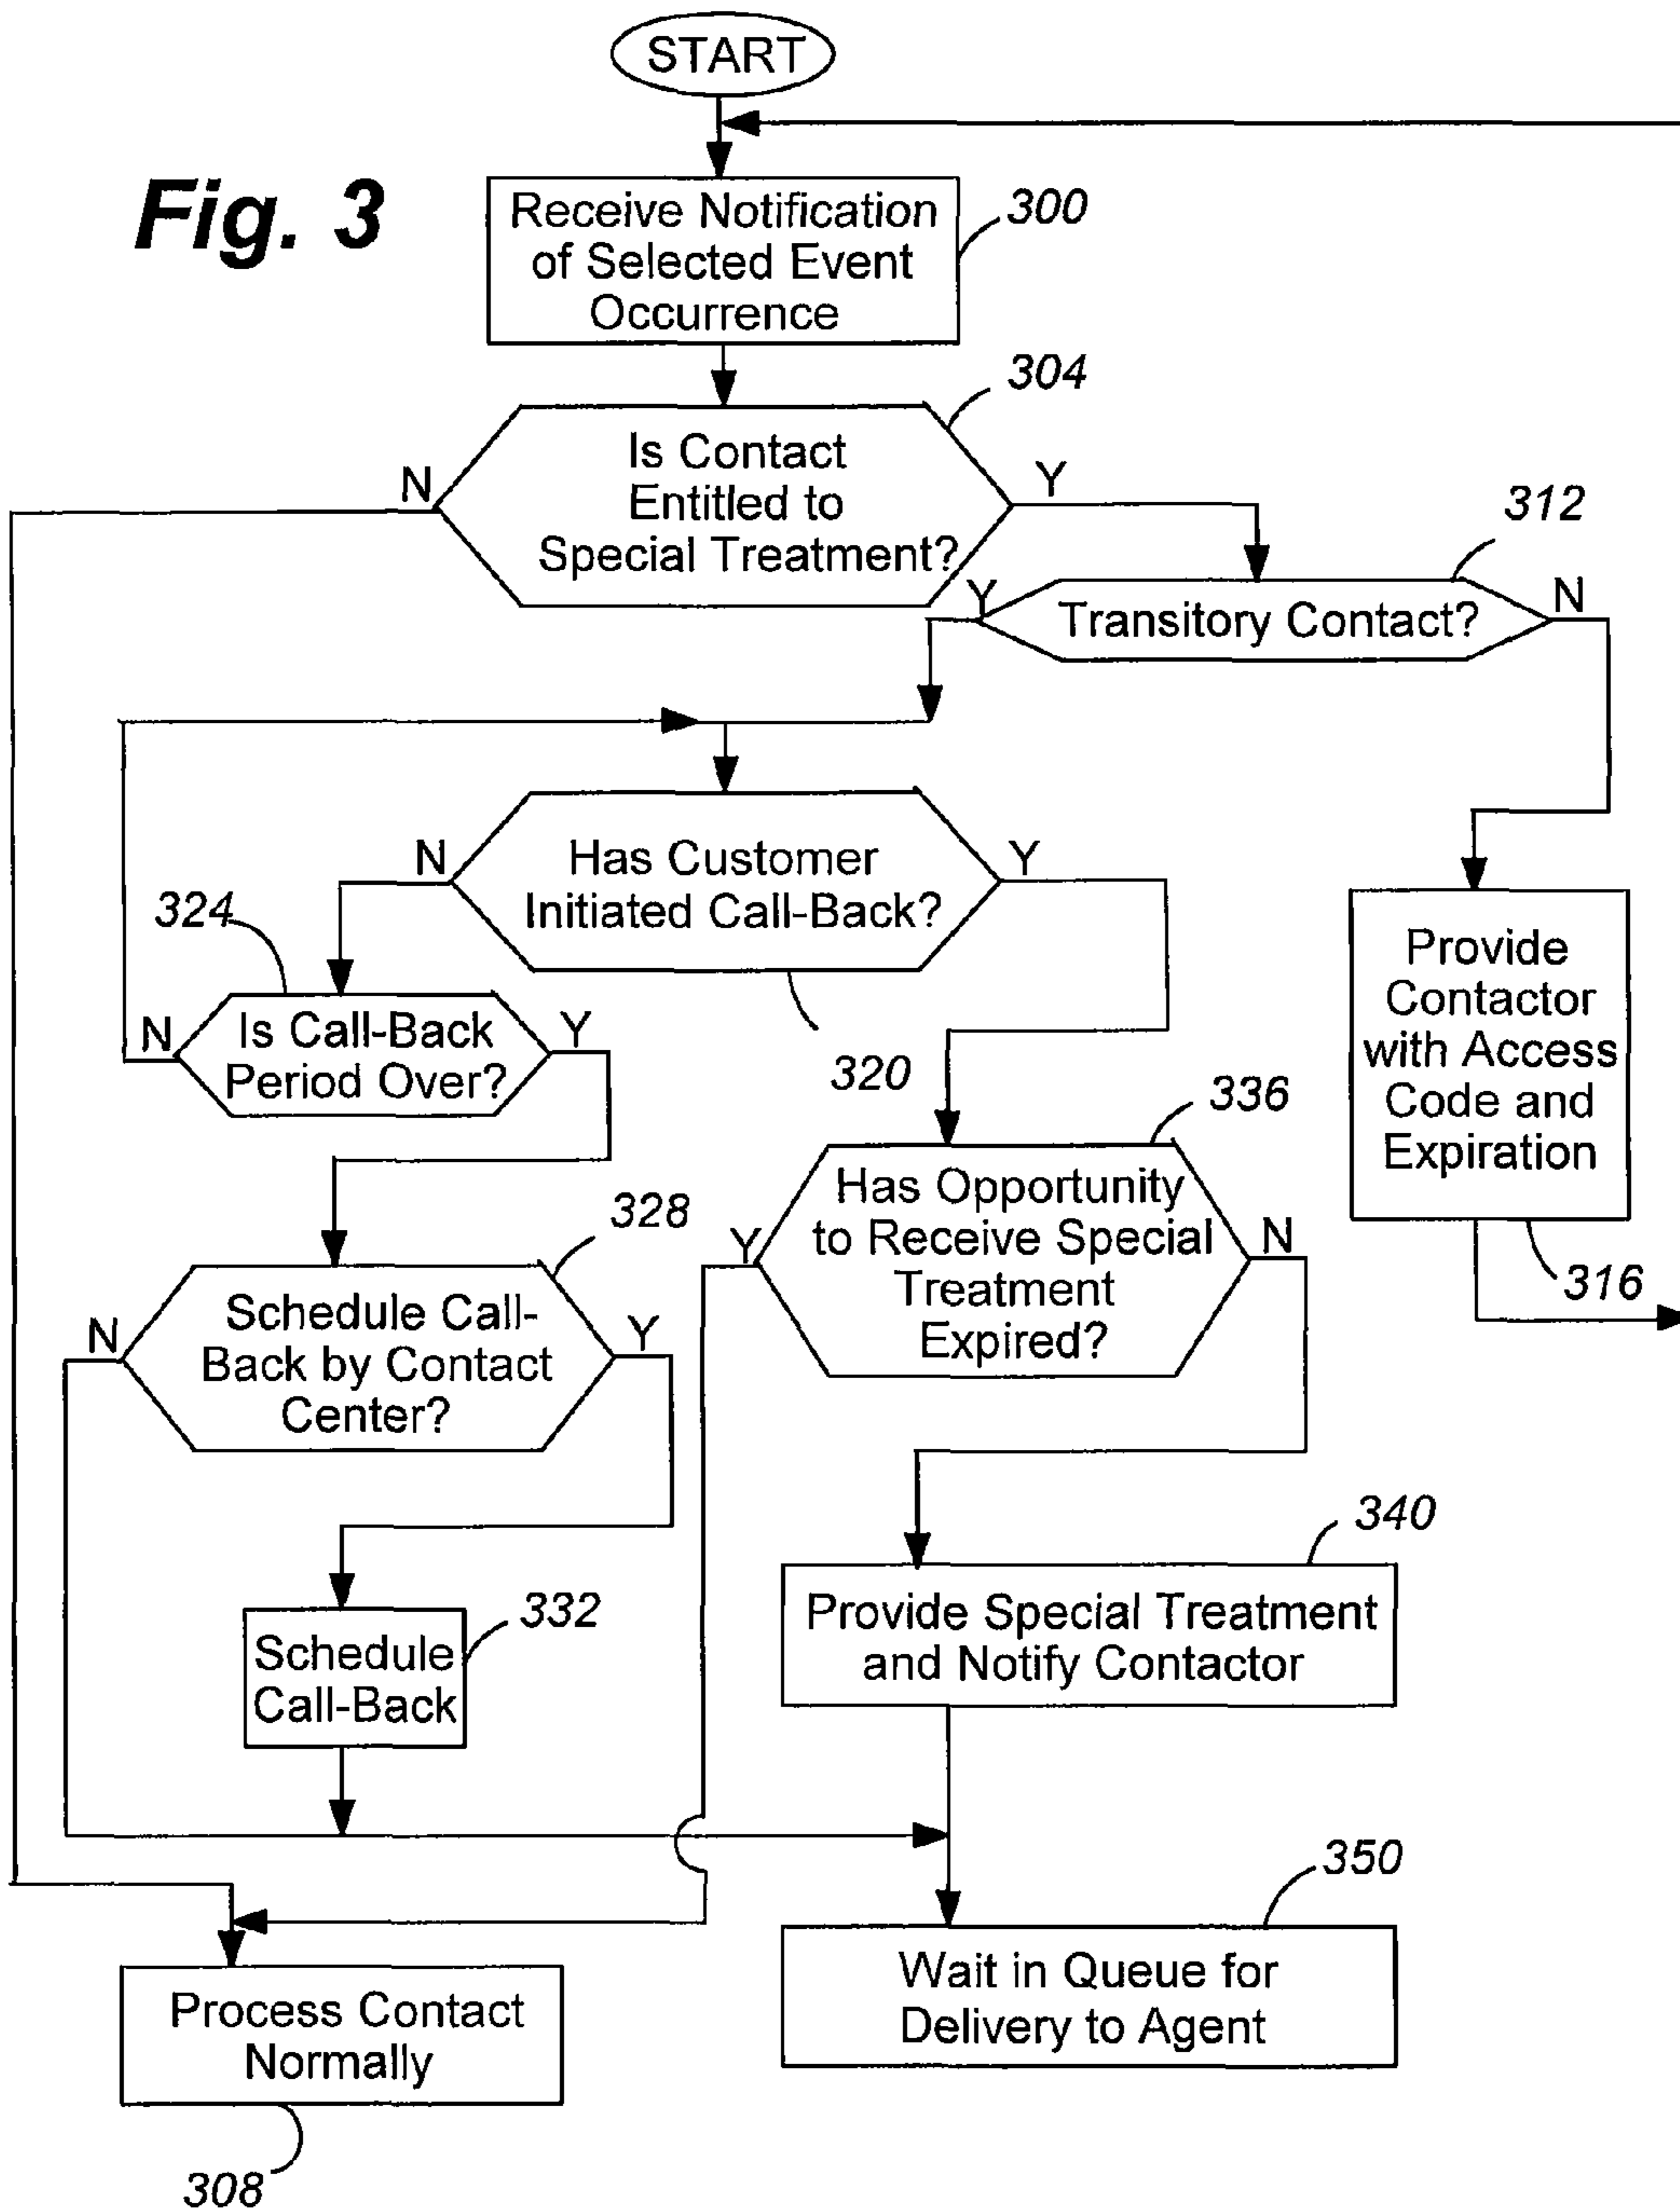 START
Fig. 3
Receive Notification
of Selected Event
Occurrence
300
304
Is Contact
Entitled to
Special Treatment?
N
Y
312
Transitory Contact?
Y
N
Has Customer
Initiated Call-Back?
N
Y
320
324
Is Call-Back
Period Over?
N
Y
Provide
Contactor
with Access
Code and
Expiration
316
336
Has Opportunity
to Receive Special
Treatment
Expired?
Y
N
328
Schedule Call-
Back by Contact
Center?
N
Y
340
Provide Special Treatment
and Notify Contactor
332
Schedule
Call-Back
350
Wait in Queue for
Delivery to Agent
Process Contact
Normally
308